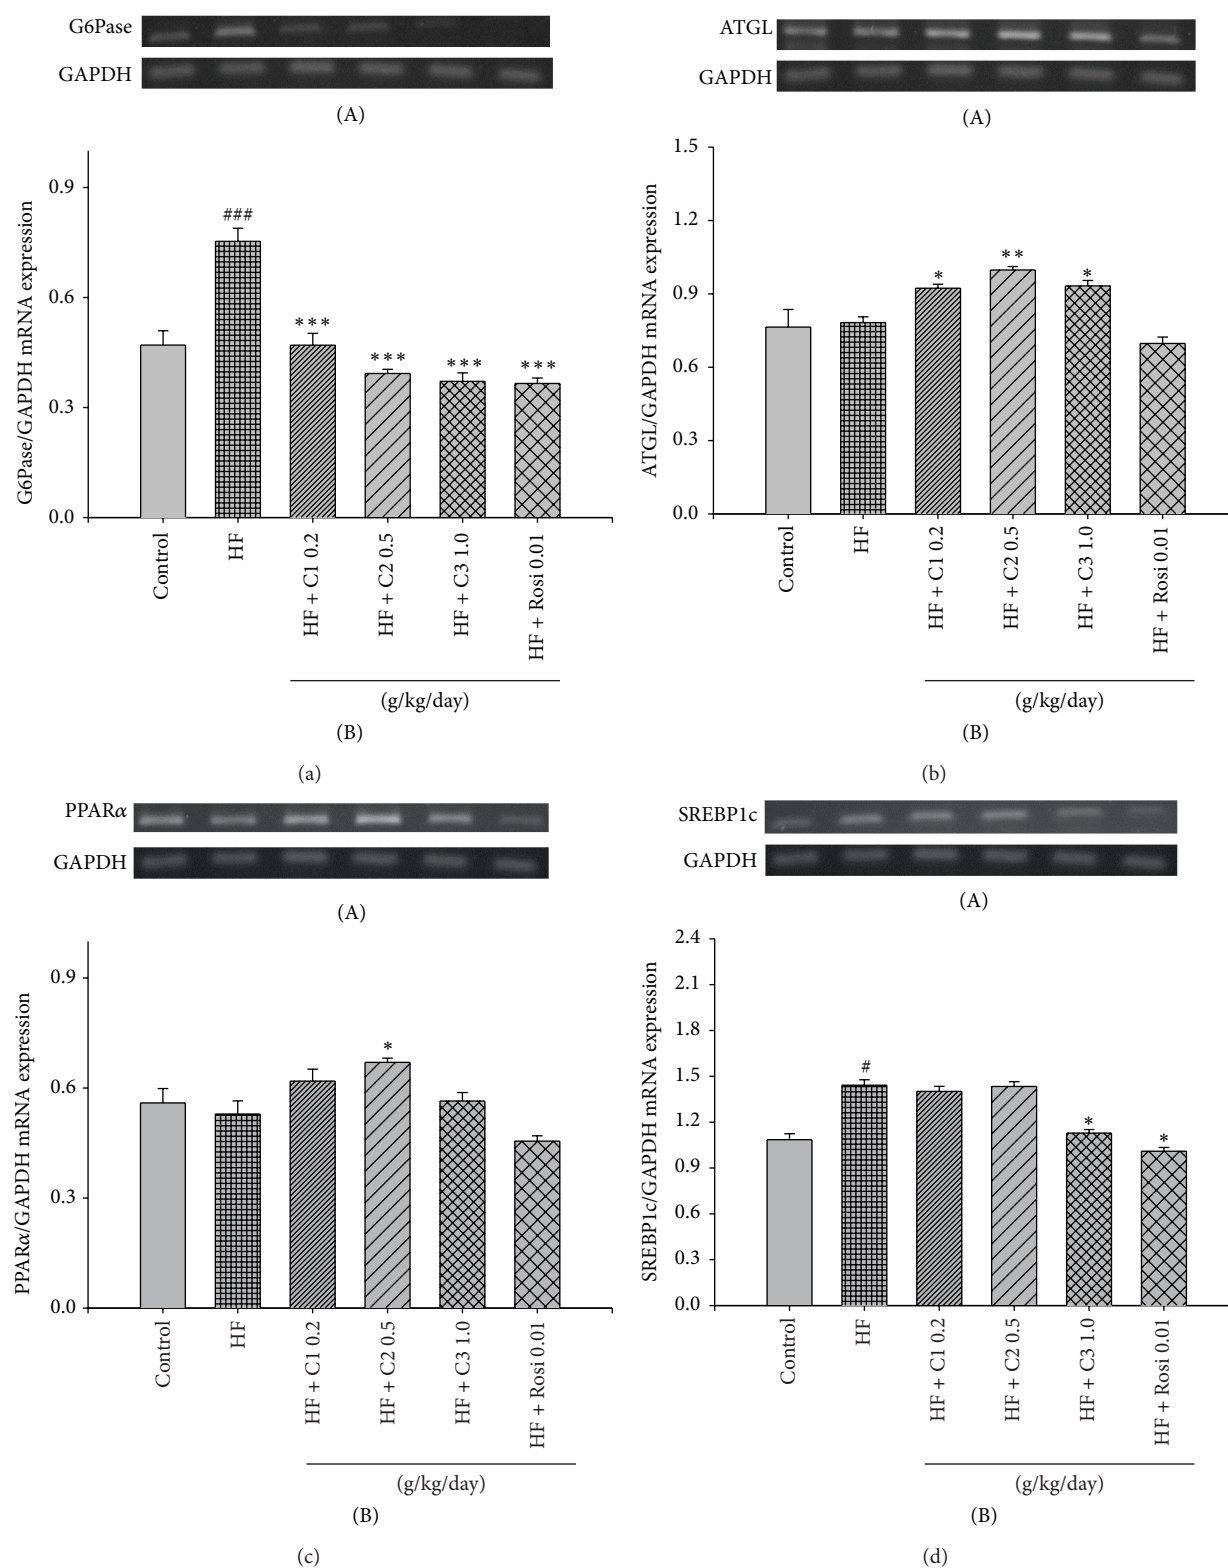 G6Pase
GAPDH
(A)
G6Pase/GAPDH mRNA expression
0.9
0.6
0.3
0.0
###
***
***
***
***
Control
HF
HF + C1 0.2
HF + C2 0.5
HF + C3 1.0
HF + Rosi 0.01
(g/kg/day)
(B)
(a)
ATGL
GAPDH
(A)
ATGL/GAPDH mRNA expression
1.5
1.2
0.9
0.6
0.3
0.0
*
**
*
Control
HF
HF + C1 0.2
HF + C2 0.5
HF + C3 1.0
HF + Rosi 0.01
(g/kg/day)
(B)
(b)
PPARα
GAPDH
(A)
PPARα/GAPDH mRNA expression
0.9
0.6
0.3
0.0
*
Control
HF
HF + C1 0.2
HF + C2 0.5
HF + C3 1.0
HF + Rosi 0.01
(g/kg/day)
(B)
(c)
SREBP1c
GAPDH
(A)
SREBP1c/GAPDH mRNA expression
2.4
2.1
1.8
1.5
1.2
0.9
0.6
0.3
0.0
#
*
*
Control
HF
HF + C1 0.2
HF + C2 0.5
HF + C3 1.0
HF + Rosi 0.01
(g/kg/day)
(B)
(d)